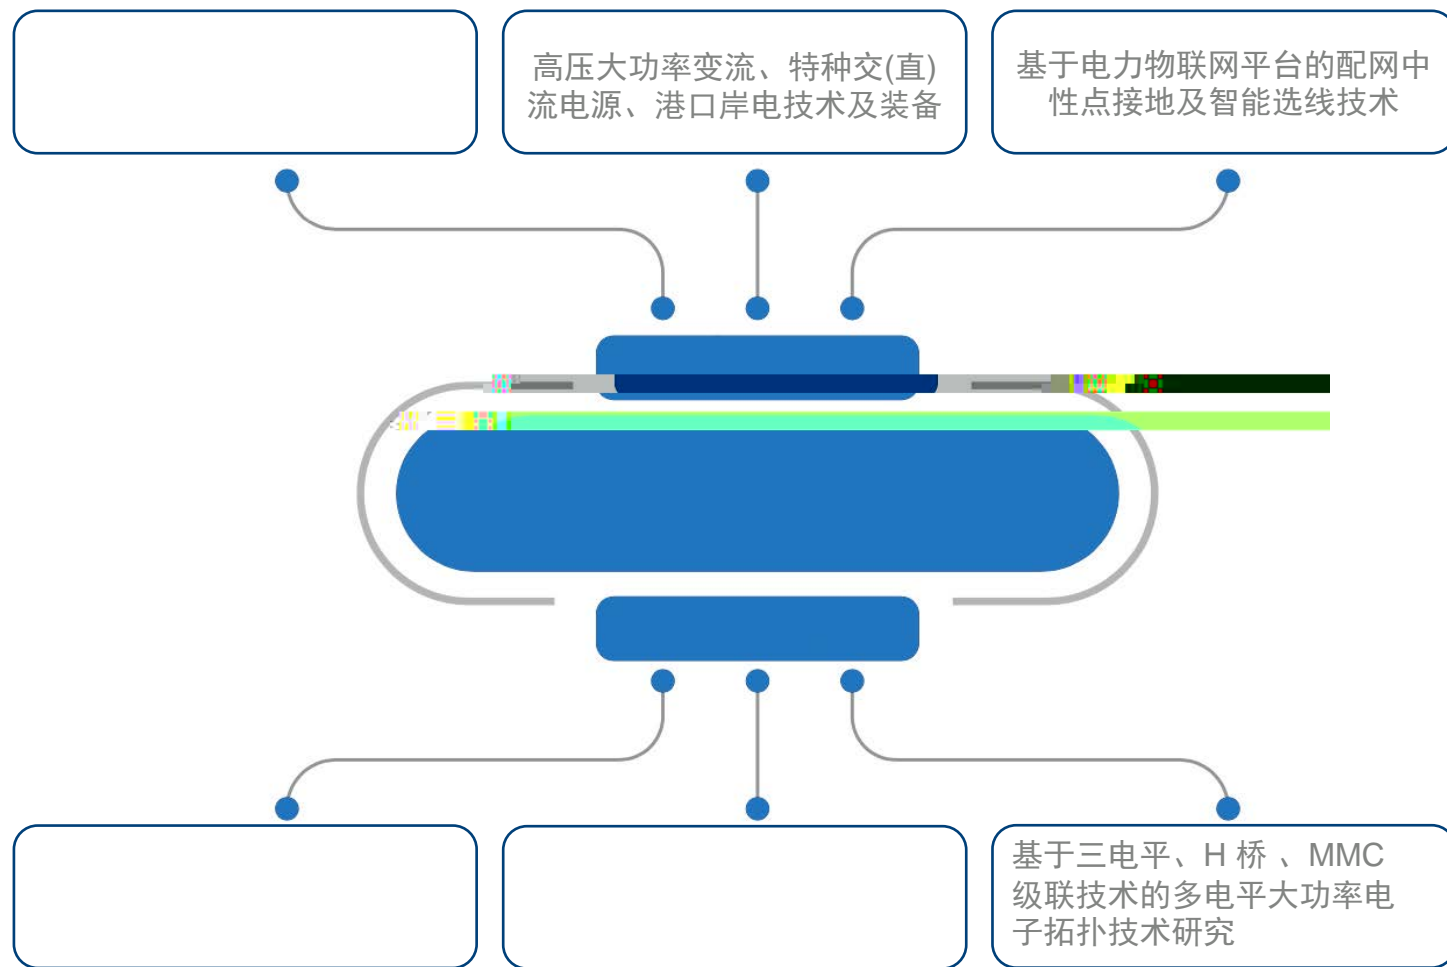 高压大功率变流、特种交(直)
流电源、港口岸电技术及装备
基于电力物联网平台的配网中
性点接地及智能选线技术
基于三电平、H 桥 、MMC
级联技术的多电平大功率电
子拓扑技术研究